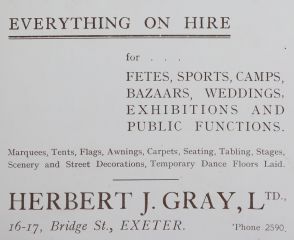 EVERYTHING ON HIRE
for . . .
FETES, SPORTS, CAMPS,
BAZAARS, WEDDINGS,
EXHIBITIONS AND
PUBLIC FUNCTIONS.
Marquees, Tents, Flags, Awnings, Carpets, Seating, Tabling, Stages,
Scenery and Street Decorations, Temporary Dance Floors Laid.
HERBERT J. GRAY, LTD.,
16-17, Bridge St., EXETER. 'Phone 2590.